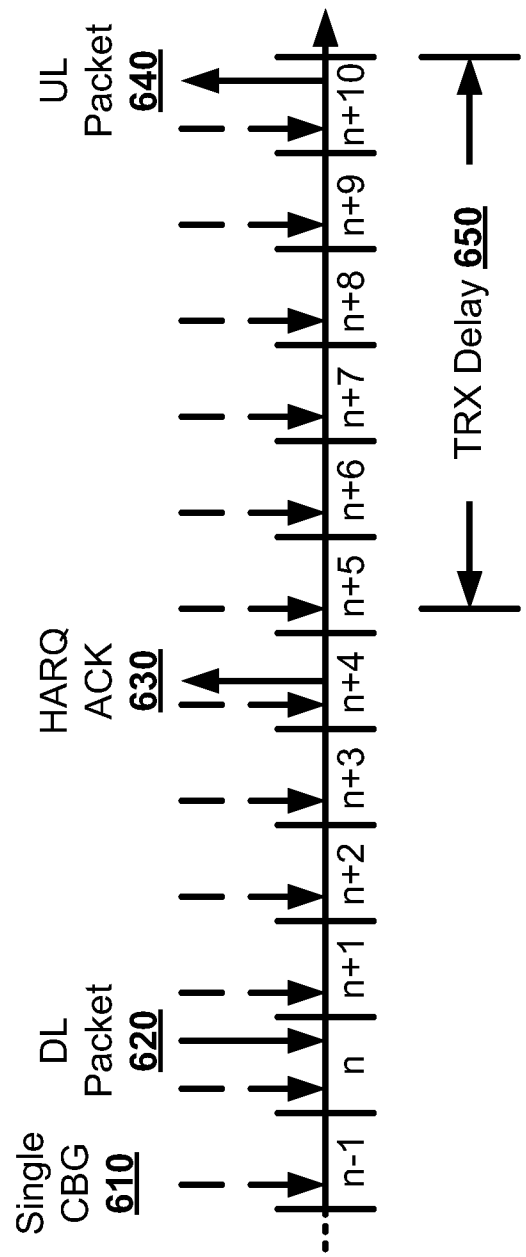 Single
CBG
610
DL
Packet
620
HARQ
ACK
630
UL
Packet
640
n-1
n
n+1
n+2
n+3
n+4
n+5
n+6
n+7
n+8
n+9
n+10
TRX Delay 650